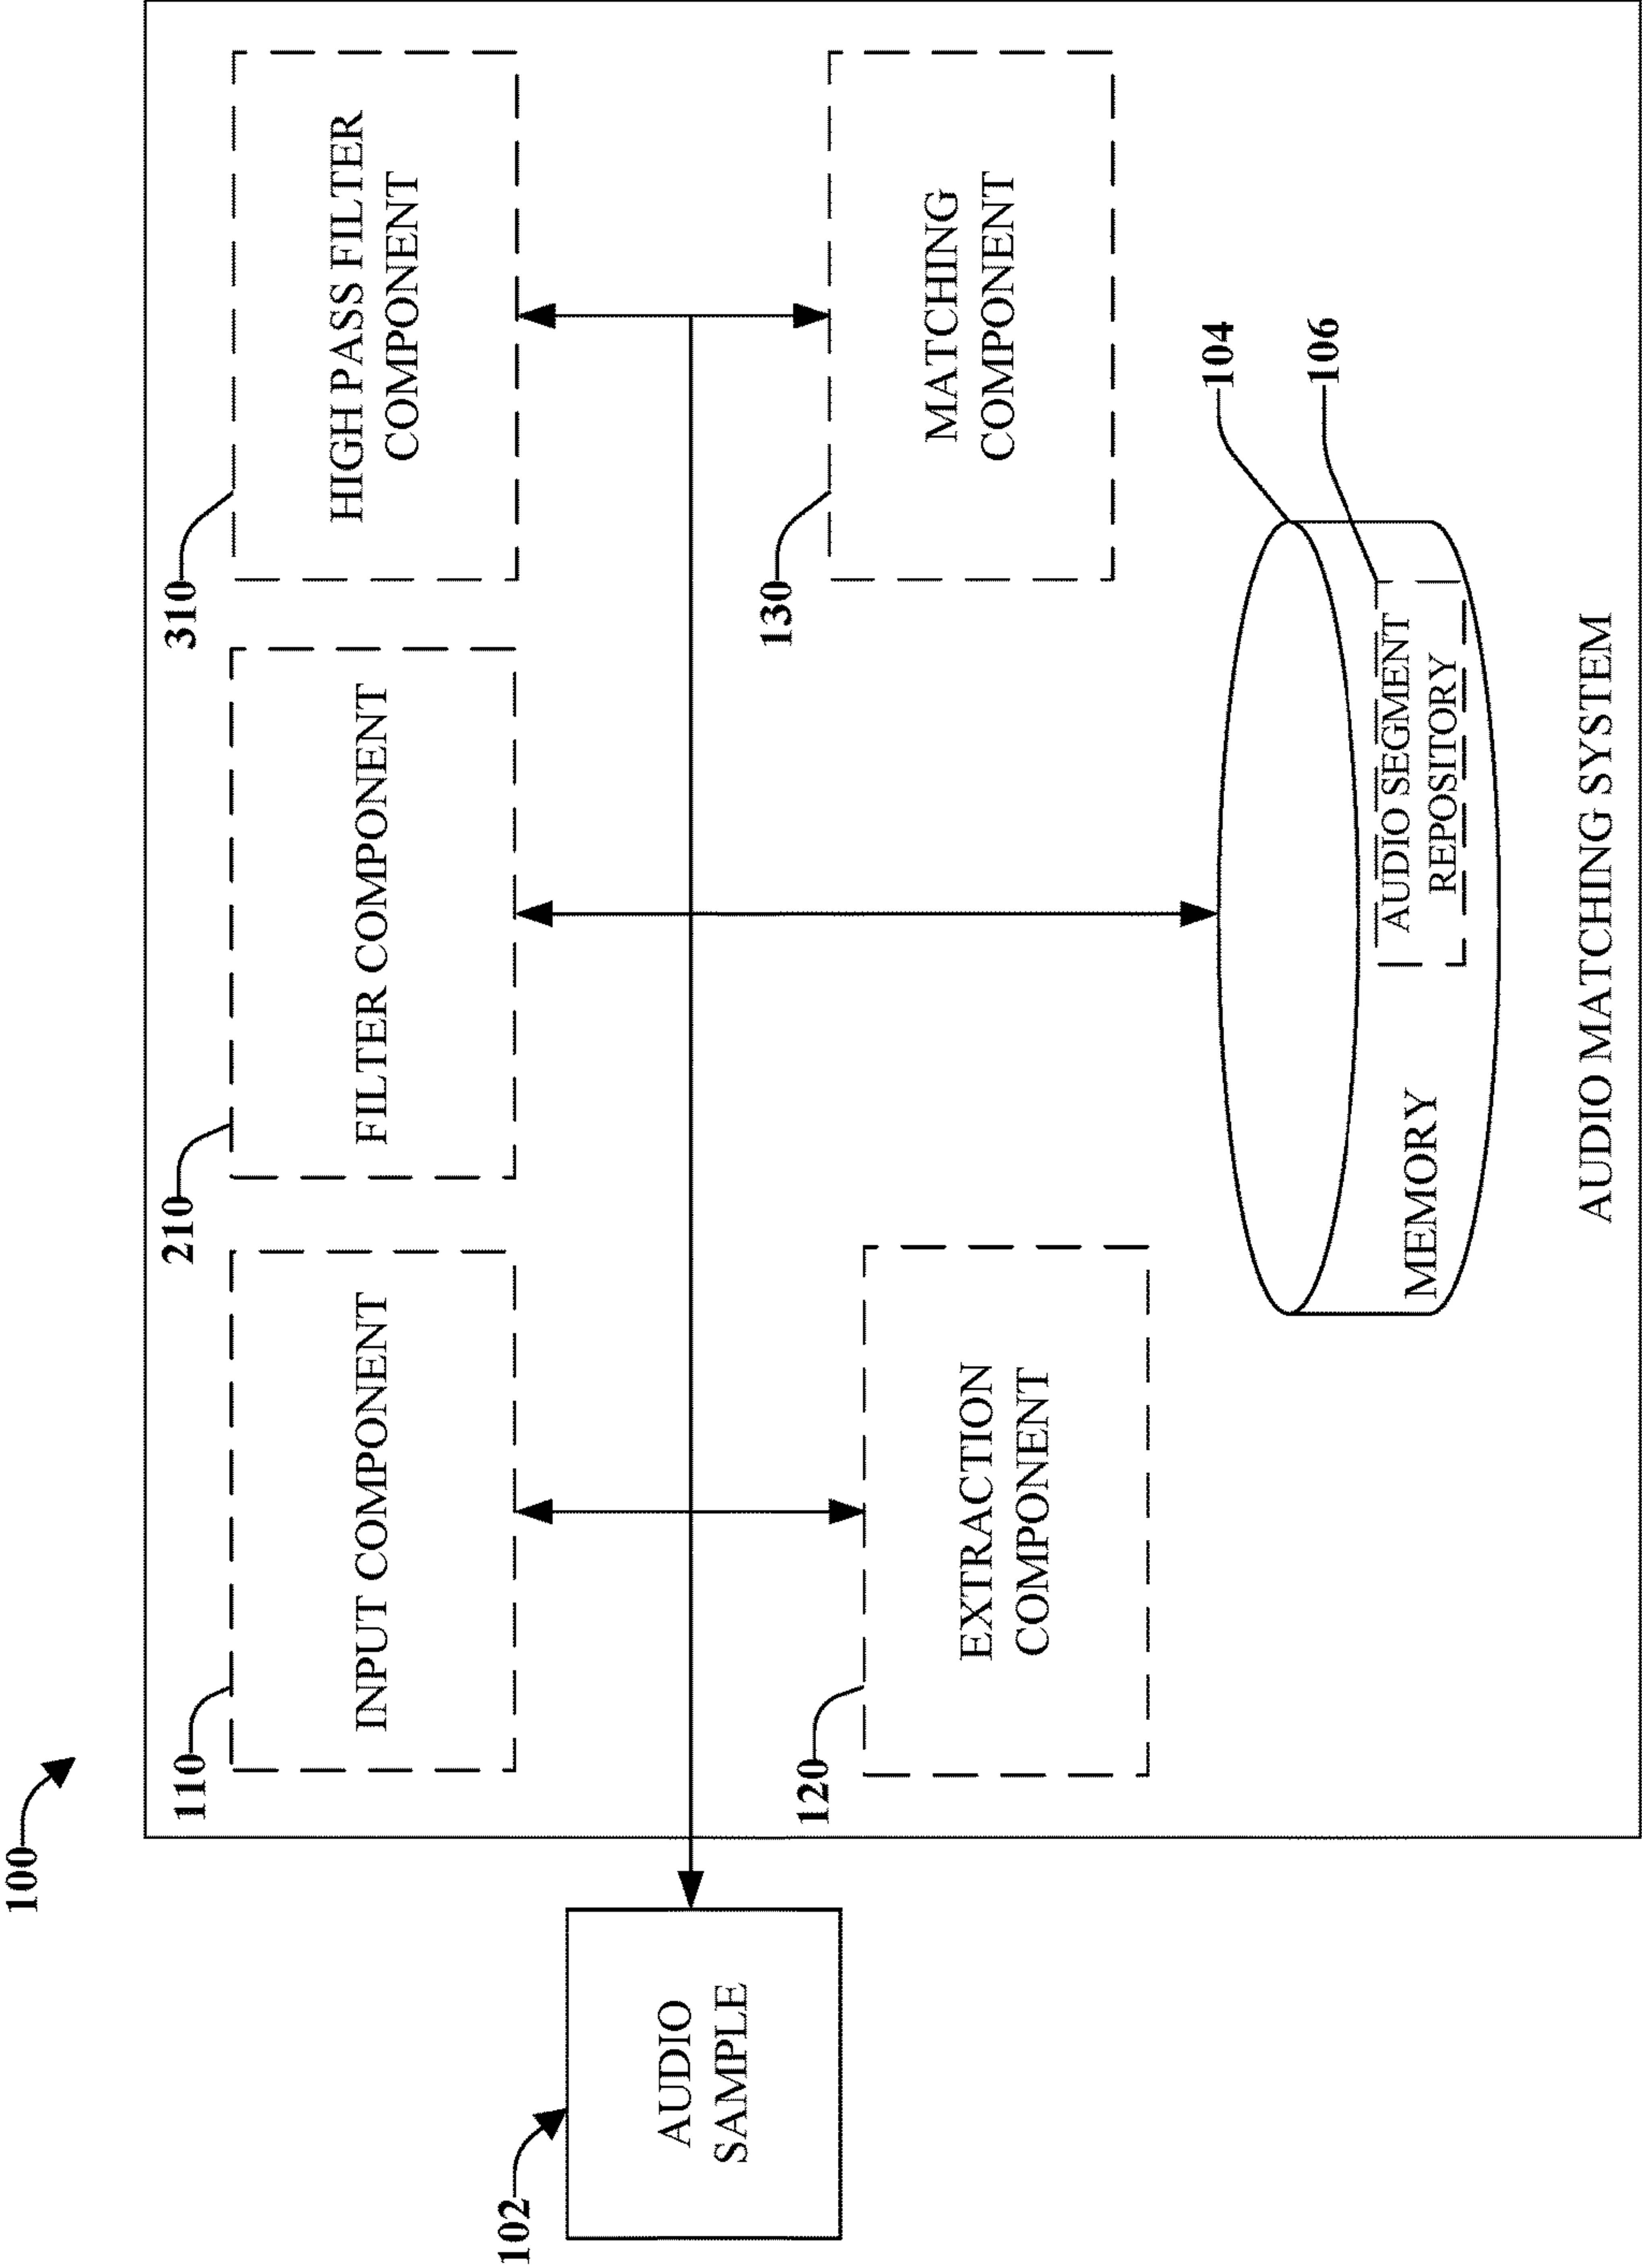 100
110
INPUT COMPONENT
210
FILTER COMPONENT
310
HIGH PASS FILTER
COMPONENT
102
AUDIO
SAMPLE
120
EXTRACTION
COMPONENT
130
MATCHING
COMPONENT
104
106
MEMORY
AUDIO SEGMENT
REPOSITORY
AUDIO MATCHING SYSTEM